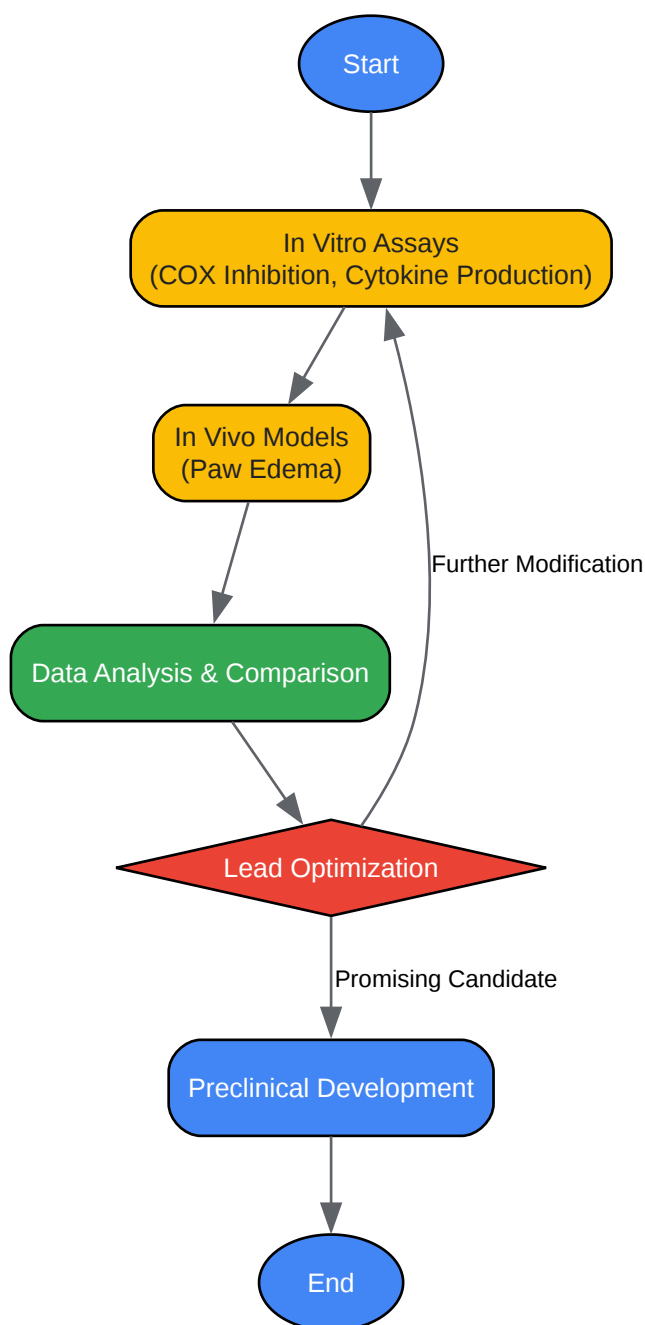 Start
In Vitro Assays
(COX Inhibition, Cytokine Production)
In Vivo Models
(Paw Edema)
Further Modification
Data Analysis & Comparison
Lead Optimization
Promising Candidate
Preclinical Development
End